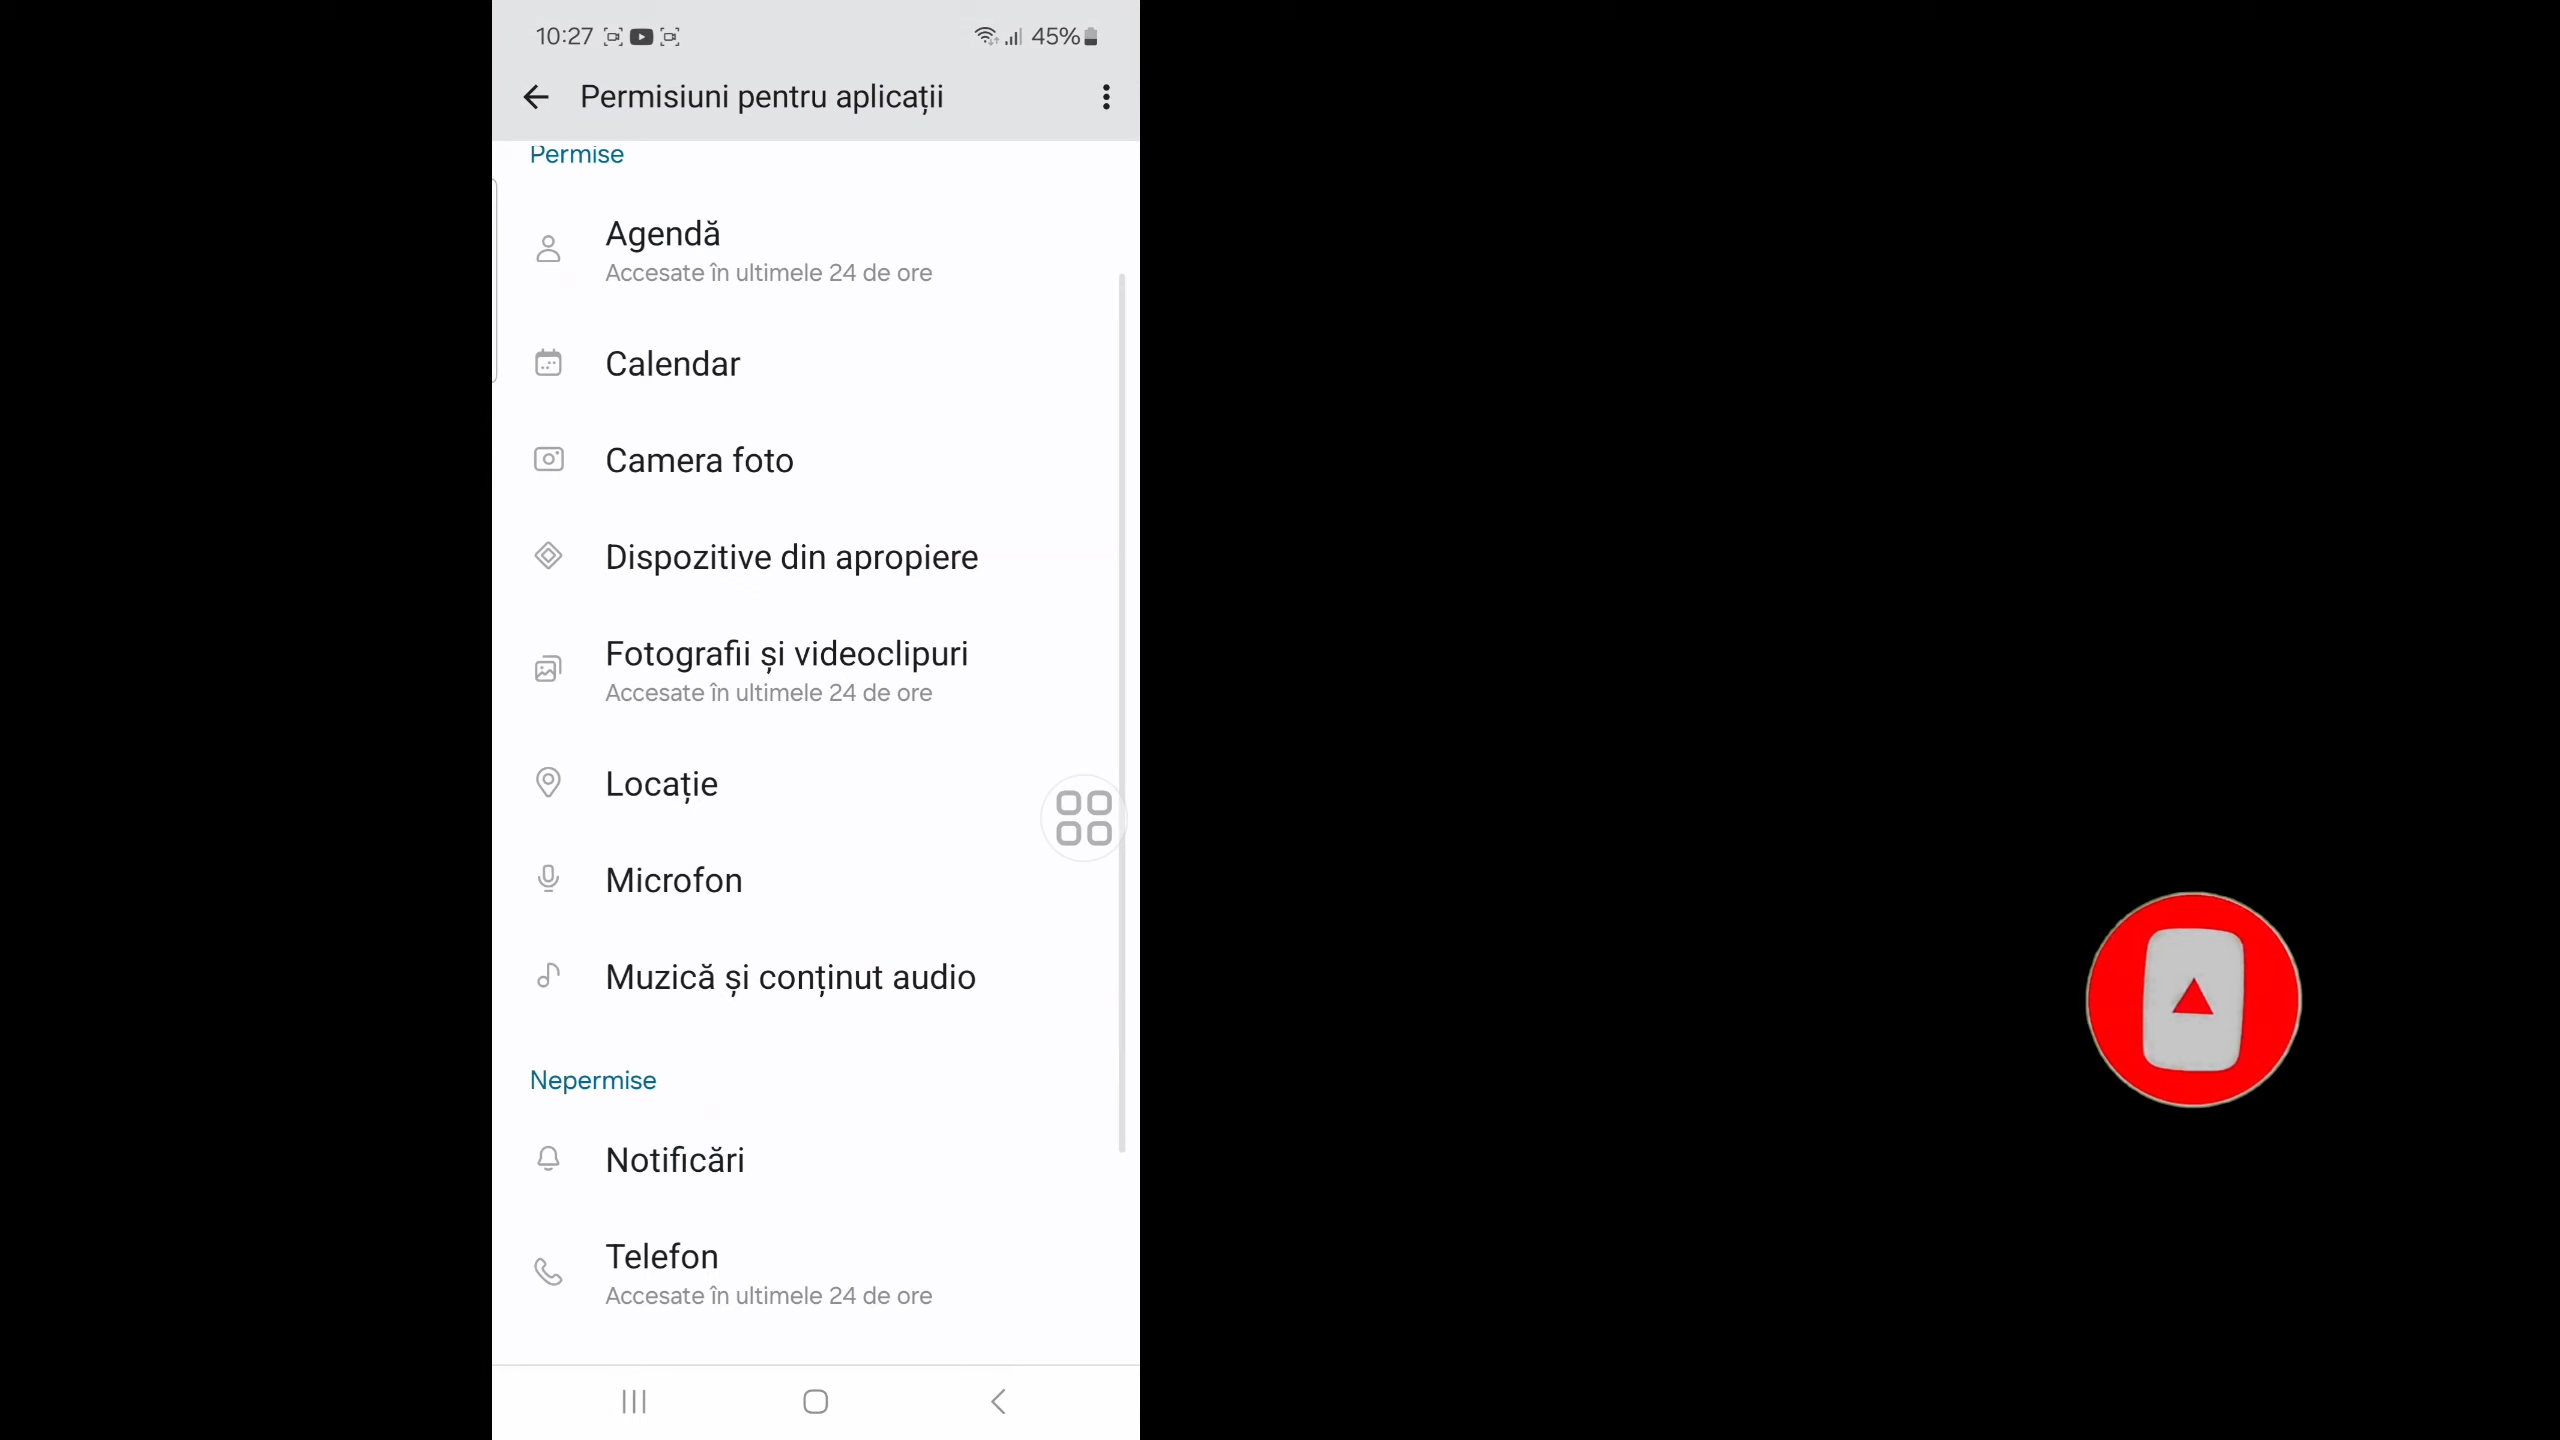 10:27
45%
Permisiuni pentru aplicații
Permise
Agendă
Accesate în ultimele 24 de ore
Calendar
Camera foto
Dispozitive din apropiere
Fotografii și videoclipuri
Accesate în ultimele 24 de ore
Locație
Microfon
Muzică și conținut audio
Nepermise
Notificări
Telefon
Accesate în ultimele 24 de ore